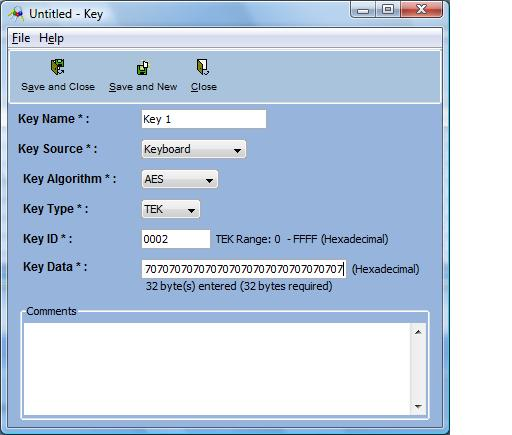 Untitled - Key
File Help
Save and Close Save and New Close
Key Name * : Key 1
Key Source * : Keyboard
Key Algorithm * : AES
Key Type * : TEK
Key ID * : 0002 TEK Range: 0 - FFFF (Hexadecimal)
Key Data * : 707070707070707070707070707070707 (Hexadecimal)
32 byte(s) entered (32 bytes required)
Comments